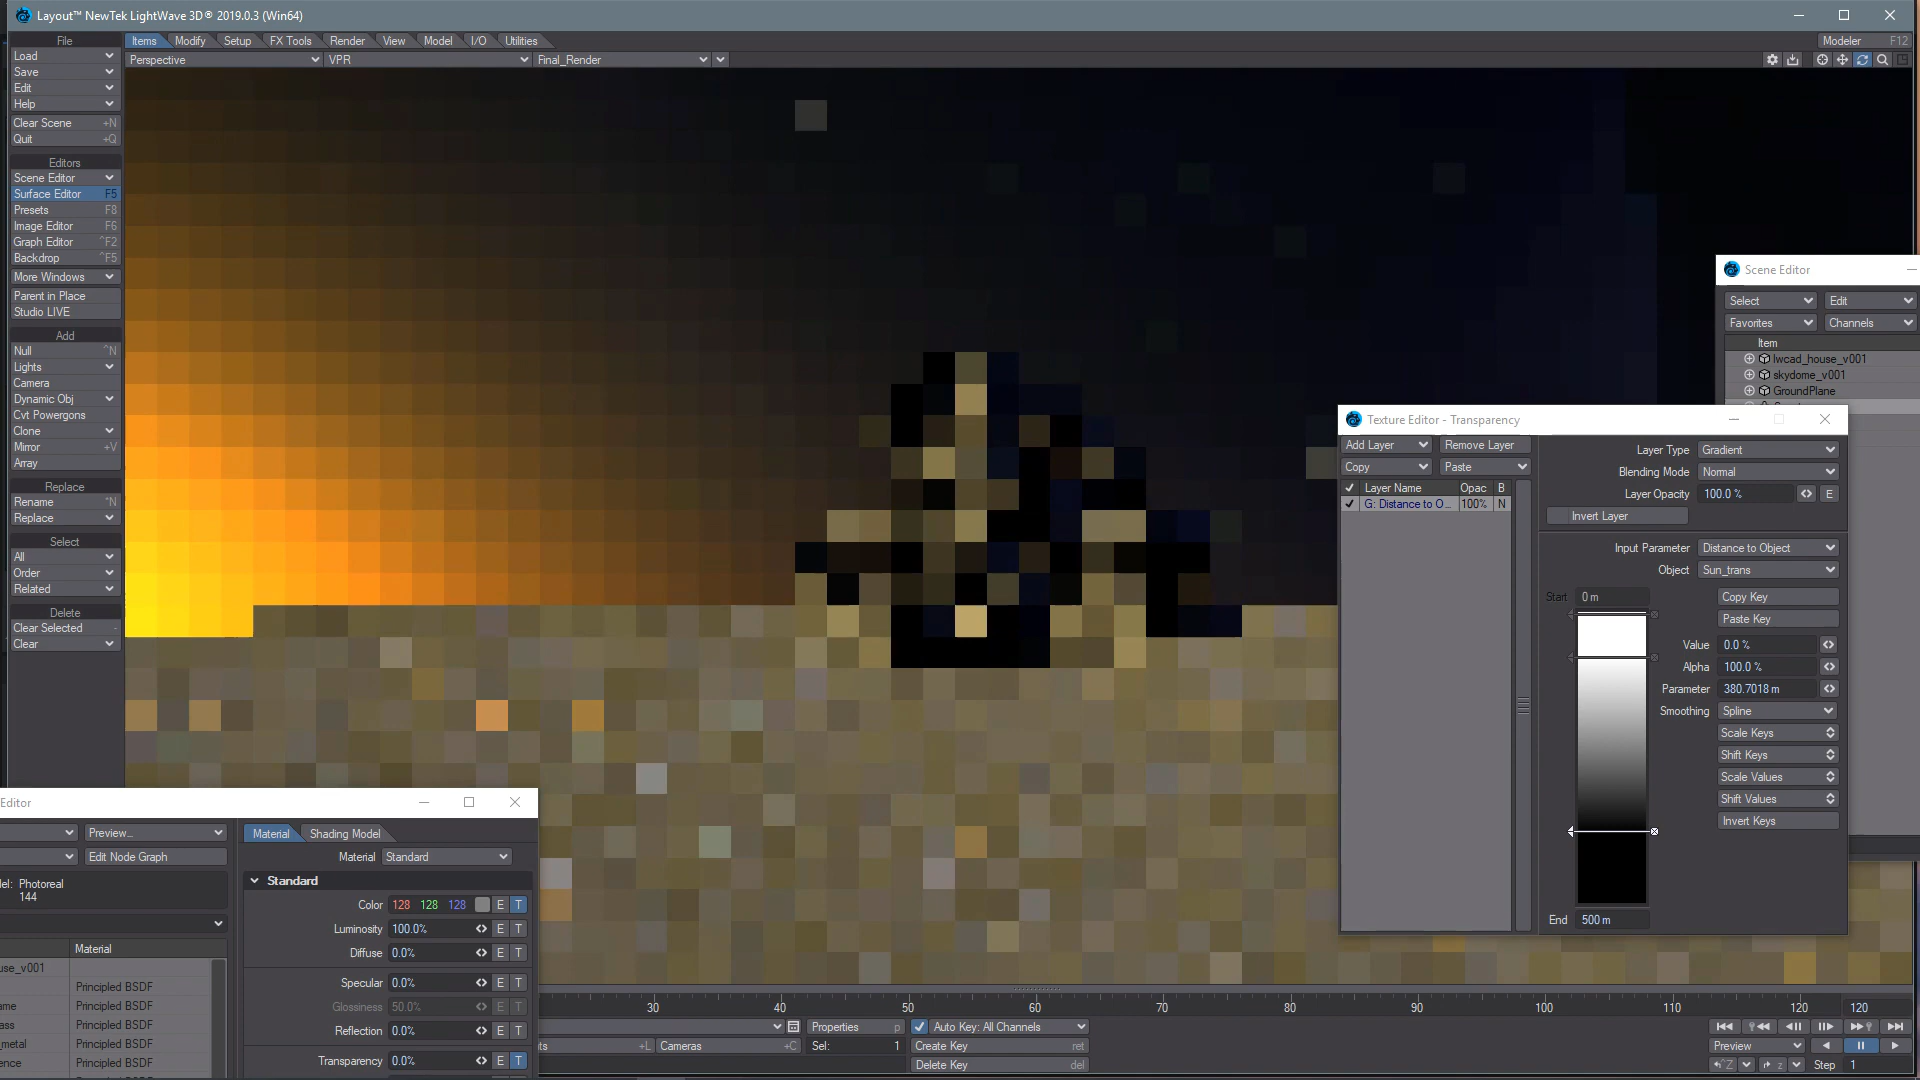 Layout™ NewTek LightWave 3D® 2019.0.3 (Win64)
File
Items Modify Setup FX Tools Render View Model I/O Utilities
Modeler F12
Perspective VPR Final_Render
Load
Save
Edit
Help
Clear Scene +N
Quit +Q
Editors
Scene Editor
Surface Editor F5
Presets F8
Image Editor F6
Graph Editor ^F2
Backdrop ^F5
More Windows
Parent in Place
Studio LIVE
Add
Null ^N
Lights
Camera
Dynamic Obj
Cvt Powergons
Clone
Mirror +V
Array
Replace
Rename
Replace
Select
All
Order
Related
Delete
Clear Selected -
Clear
Scene Editor
Select Edit
Favorites Channels
Item
lwcad_house_v001
skydome_v001
GroundPlane
Texture Editor - Transparency
Add Layer Remove Layer
Copy Paste
Layer Name Opac B
G: Distance to O... 100% N
Layer Type Gradient
Blending Mode Normal
Layer Opacity 100.0 % E
Invert Layer
Input Parameter Distance to Object
Object Sun_trans
Start 0 m
Copy Key
Paste Key
Value 0.0 %
Alpha 100.0 %
Parameter 380.7018 m
Smoothing Spline
Scale Keys
Shift Keys
Scale Values
Shift Values
Invert Keys
End 500 m
Editor
Preview...
Edit Node Graph
el: Photoreal
144
Material
use_v001
Principled BSDF
ame Principled BSDF
ass Principled BSDF
_metal Principled BSDF
ence Principled BSDF
Material Shading Model
Material Standard
Standard
Color 128 128 128 E T
Luminosity 100.0% E T
Diffuse 0.0% E T
Specular 0.0% E T
Glossiness 50.0% E T
Reflection 0.0% E T
Transparency 0.0% E T
30 40 50 60 70 80 90 100 110 120 120
Properties p Auto Key: All Channels
ts +L Cameras +C Sel: 1 Create Key ret
Delete Key del
Preview
Step 1